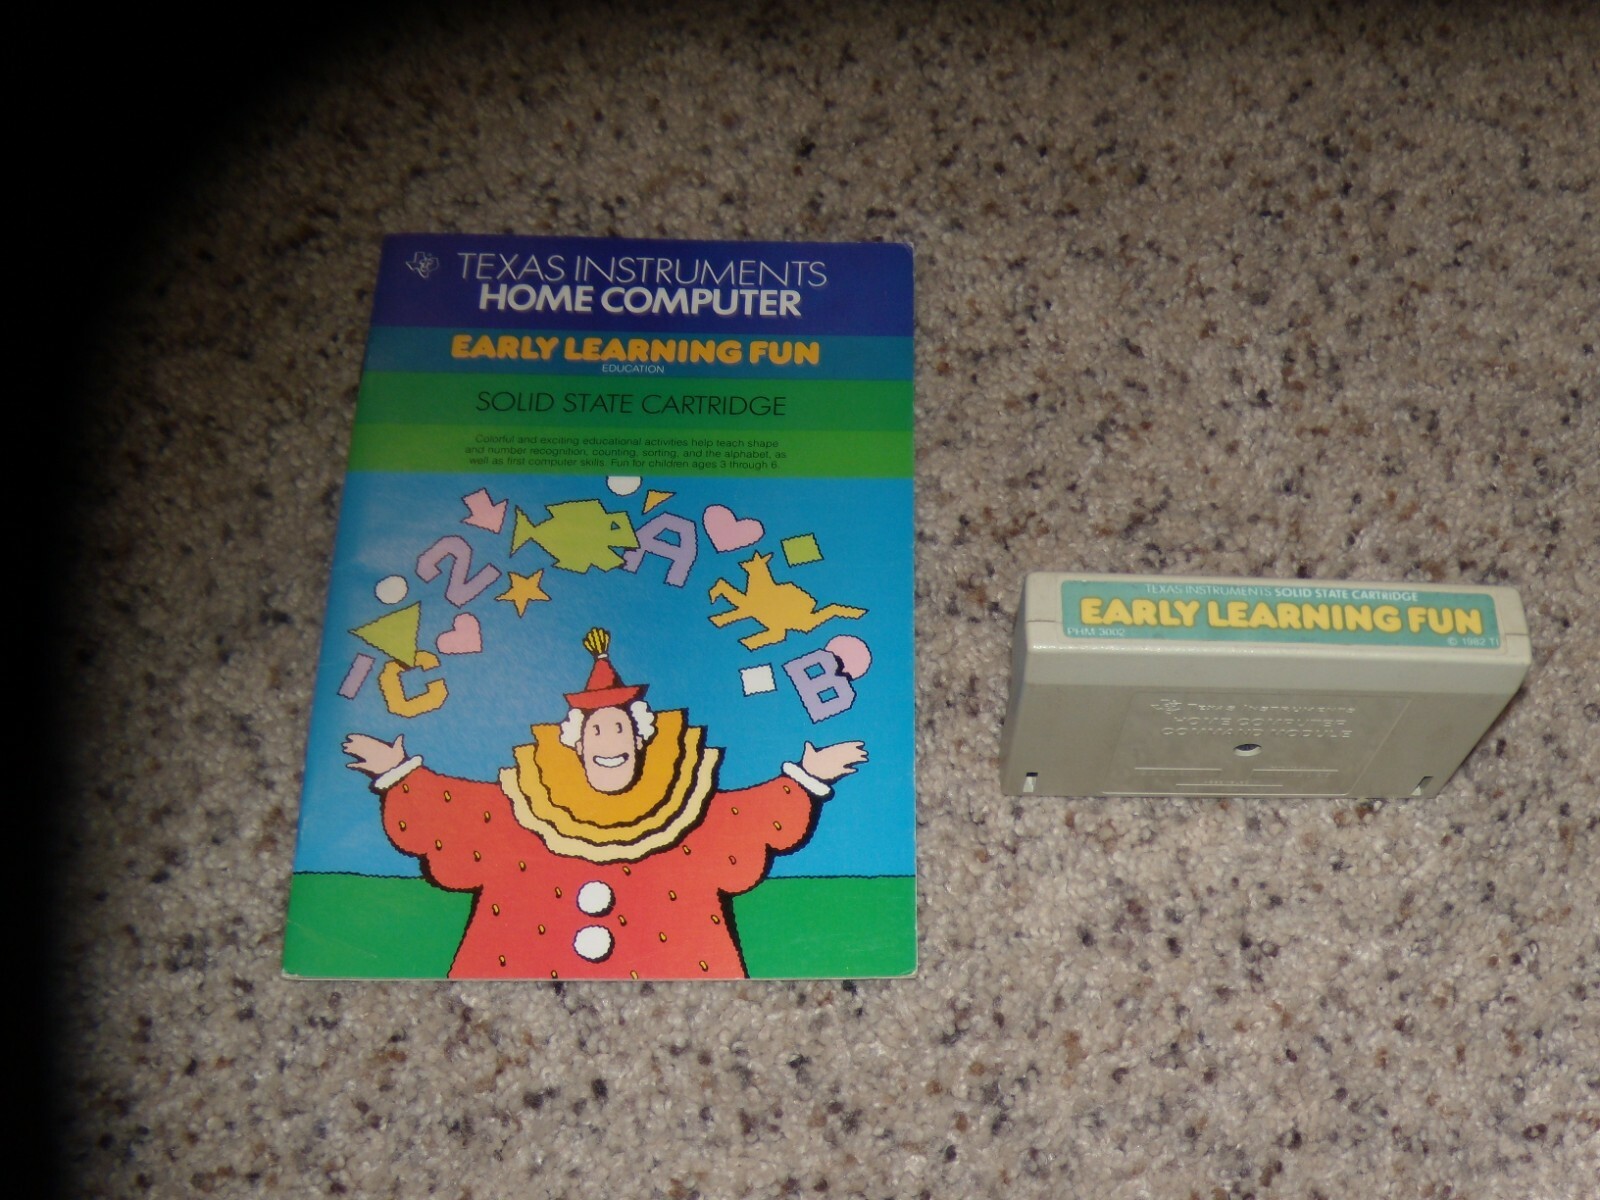 TEXAS INSTRUMENTS
HOME COMPUTER
EARLY LEARNING FUN
EDUCATION
SOLID STATE CARTRIDGE
Colorful and exciting educational activities help teach shape
and number recognition, counting, sorting, and the alphabet, as
well as first computer skills. Fun for children ages 3 through 6.
A
2
B
1 C
TEXAS INSTRUMENTS SOLID STATE CARTRIDGE
EARLY LEARNING FUN
PHM 3002
© 1982 TI
TEXAS INSTRUMENTS
HOME COMPUTER
COMMAND MODULE